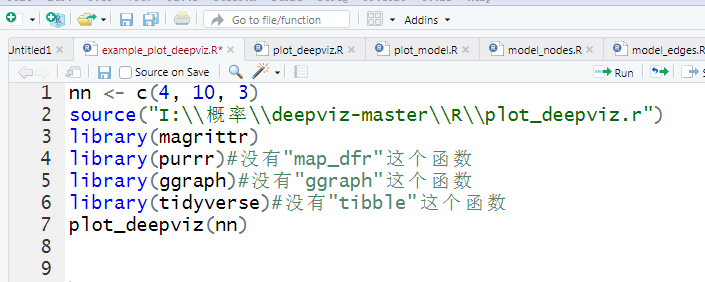 Go to file/function
Addins
Untitled1
example_plot_deepviz.R*
plot_deepviz.R
plot_model.R
model_nodes.R
model_edges.R
Source on Save
Run
1 nn <- c(4, 10, 3)
2 source("I:\\概率\\deepviz-master\\R\\plot_deepviz.r")
3 library(magrittr)
4 library(purrr)#没有"map_dfr"这个函数
5 library(ggraph)#没有"ggraph"这个函数
6 library(tidyverse)#没有"tibble"这个函数
7 plot_deepviz(nn)
8
9